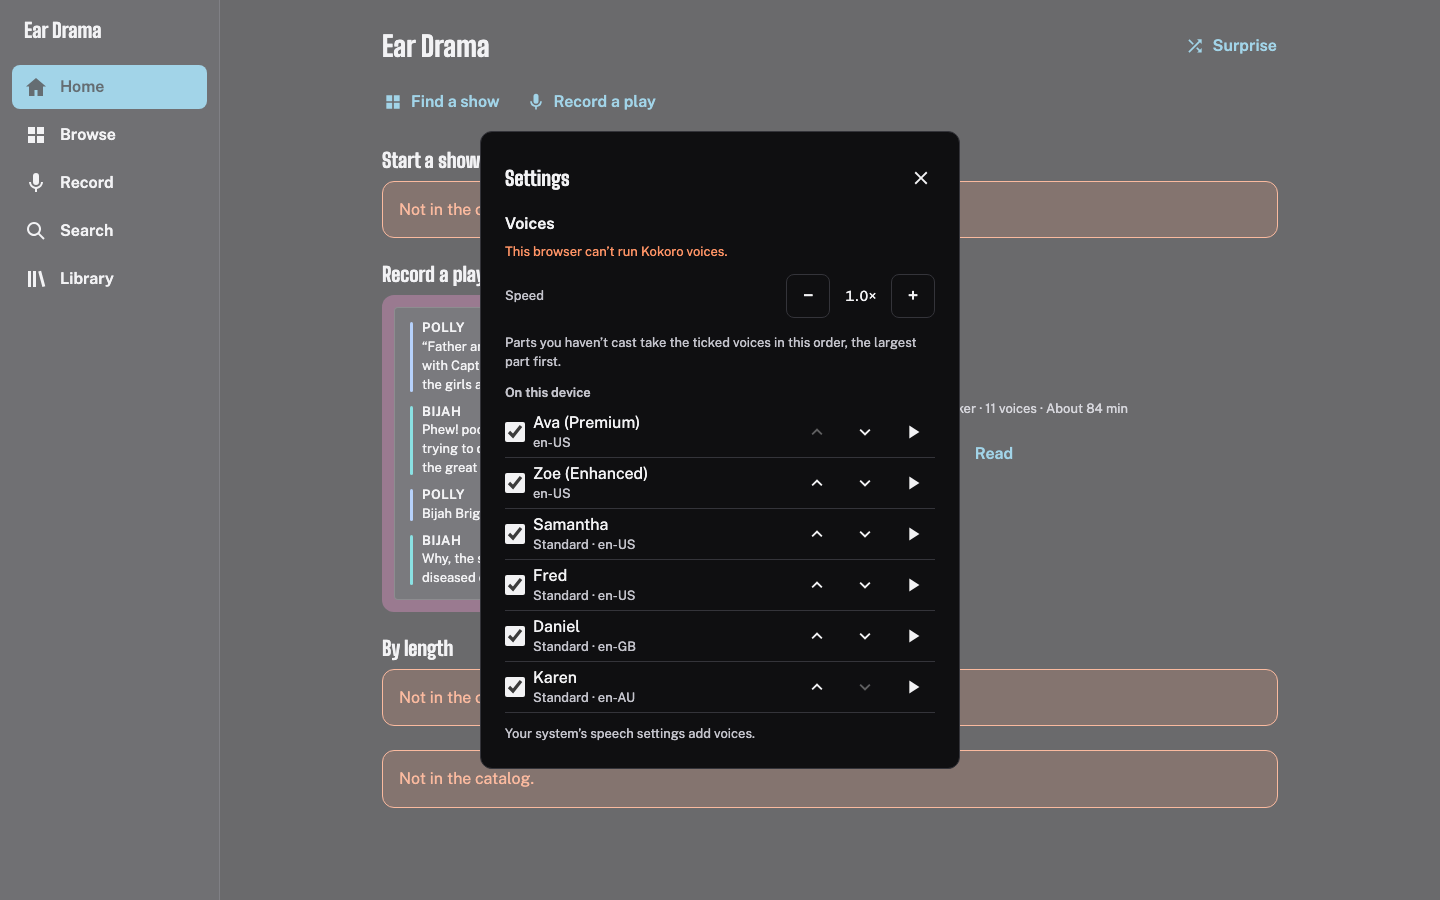 Ear Drama
Home
Browse
Record
Search
Library
Ear Drama
Surprise
Find a show
Record a play
Start a show
Not in the c
Record a play
POLLY
“Father a
with Capt
the girls a
BIJAH
Phew! poo
trying to
the great
POLLY
Bijah Brig
BIJAH
Why, the s
diseased
ker · 11 voices · About 84 min
Read
By length
Not in the c
Not in the catalog.
Settings
Voices
This browser can’t run Kokoro voices.
Speed
− 1.0× +
Parts you haven’t cast take the ticked voices in this order, the largest
part first.
On this device
Ava (Premium)
en-US
Zoe (Enhanced)
en-US
Samantha
Standard · en-US
Fred
Standard · en-US
Daniel
Standard · en-GB
Karen
Standard · en-AU
Your system’s speech settings add voices.